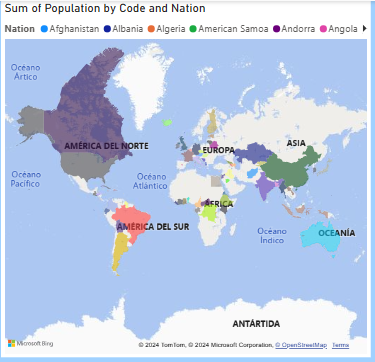 Sum of Population by Code and Nation
Nation Afghanistan Albania Algeria American Samoa Andorra Angola
Océano
Ártico
AMÉRICA DEL NORTE
EUROPA
ASIA
Océano
Pacífico
Océano
Atlántico
ÁFRICA
AMÉRICA DEL SUR
Océano
Índico
OCEANÍA
ANTÁRTIDA
Microsoft Bing
© 2024 TomTom, © 2024 Microsoft Corporation, © OpenStreetMap Terms